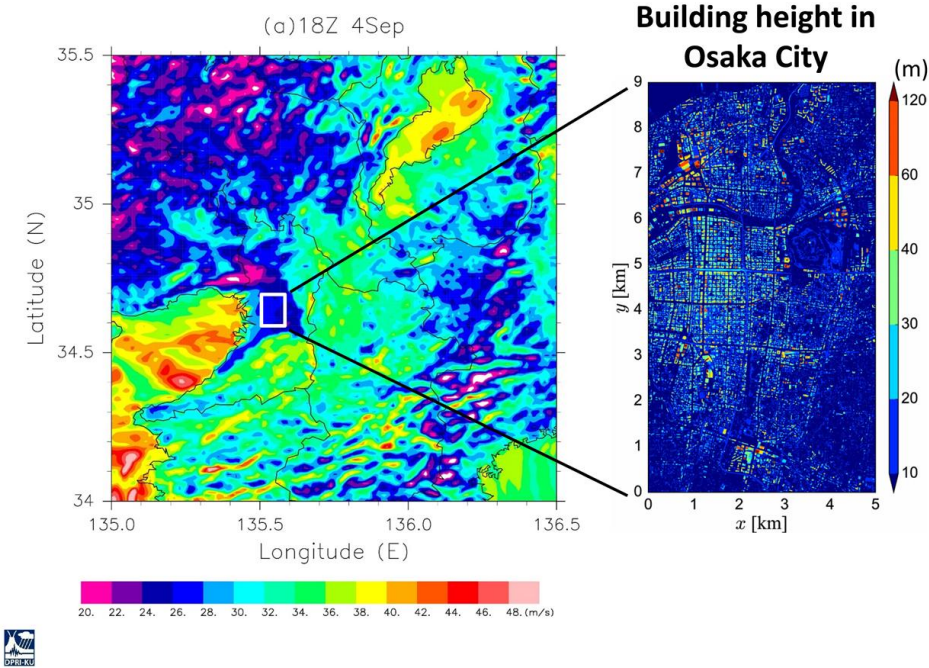 (a)18Z 4Sep
Building height in
Osaka City
35.5
35
34.5
34
Latitude (N)
135.0 135.5 136.0 136.5
Longitude (E)
20. 22. 24. 26. 28. 30. 32. 34. 36. 38. 40. 42. 44. 46. 48. (m/s)
(m)
9
8
7
6
5
4
3
2
1
0
y [km]
0 1 2 3 4 5
x [km]
120
60
40
30
20
10
DPRI-KU